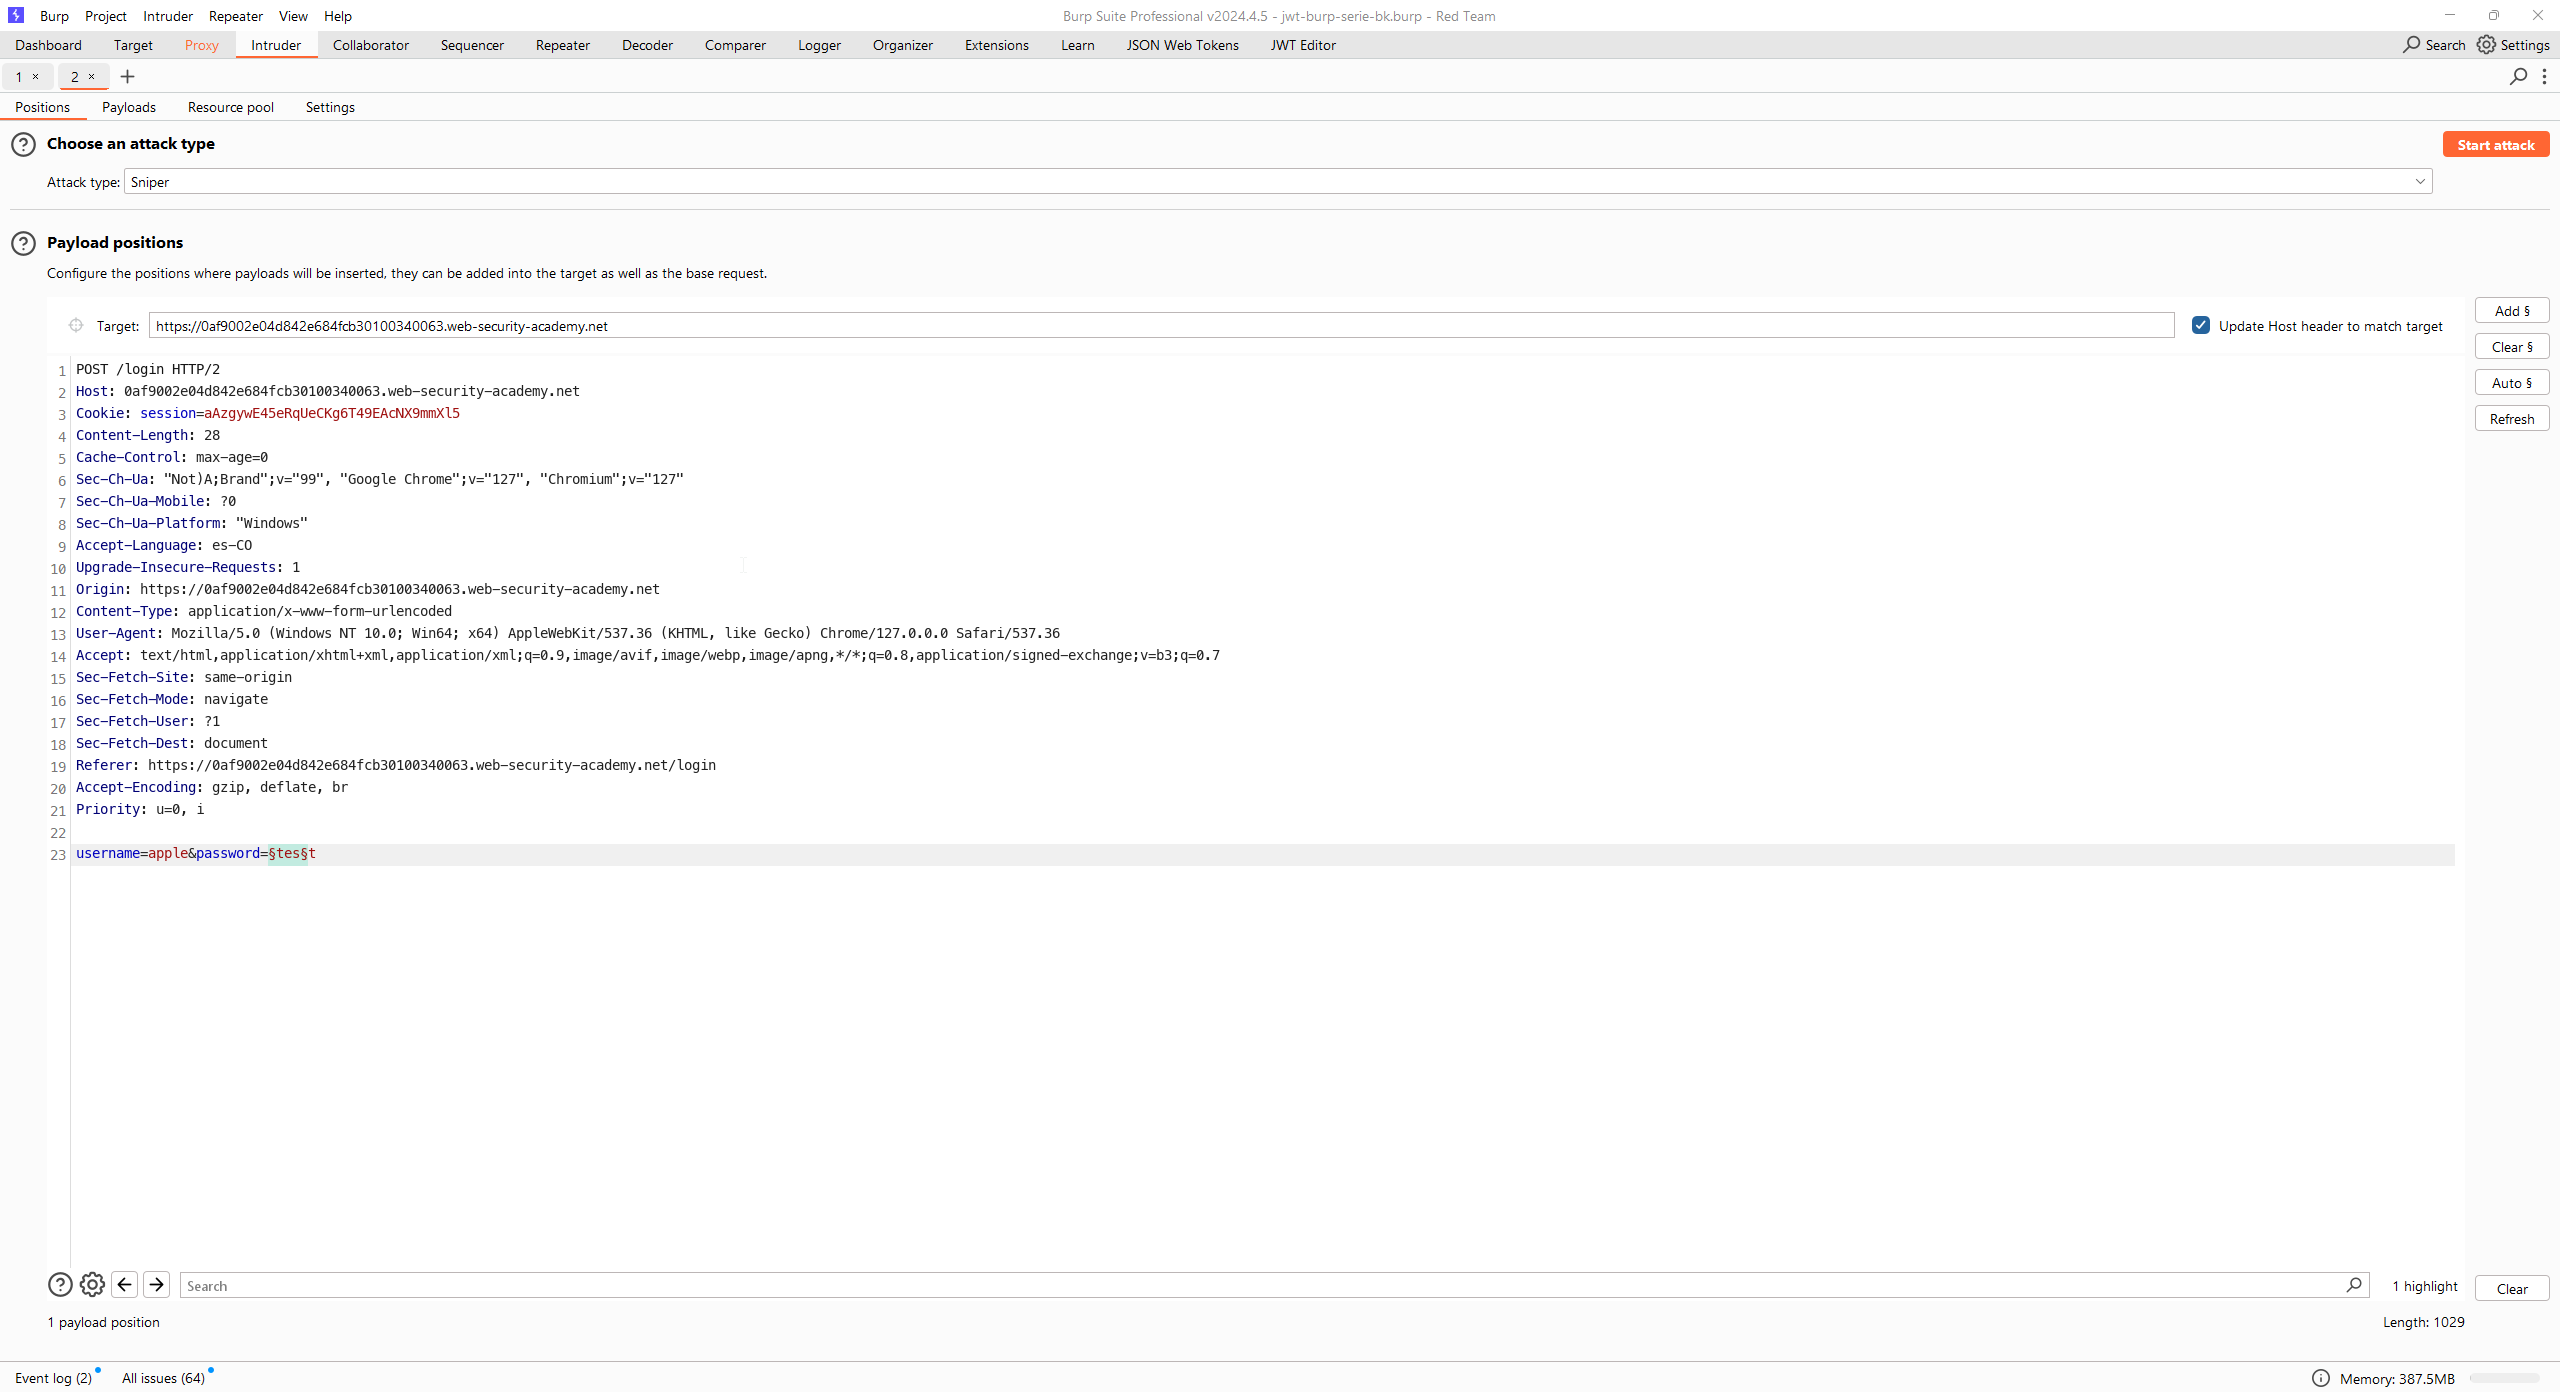 Burp Project Intruder Repeater View Help
Burp Suite Professional v2024.4.5 - jwt-burp-serie-bk.burp - Red Team
Dashboard Target Proxy Intruder Collaborator Sequencer Repeater Decoder Comparer Logger Organizer Extensions Learn JSON Web Tokens JWT Editor Search Settings
1 × 2 × +
Positions Payloads Resource pool Settings
Choose an attack type
Start attack
Attack type: Sniper
Payload positions
Configure the positions where payloads will be inserted, they can be added into the target as well as the base request.
Target: https://0af9002e04d842e684fcb30100340063.web-security-academy.net
Update Host header to match target
Add §
Clear §
Auto §
Refresh
1 POST /login HTTP/2
2 Host: 0af9002e04d842e684fcb30100340063.web-security-academy.net
3 Cookie: session=aAzgywE45eRqUeCKg6T49EAcNX9mmXl5
4 Content-Length: 28
5 Cache-Control: max-age=0
6 Sec-Ch-Ua: "Not)A;Brand";v="99", "Google Chrome";v="127", "Chromium";v="127"
7 Sec-Ch-Ua-Mobile: ?0
8 Sec-Ch-Ua-Platform: "Windows"
9 Accept-Language: es-CO
10 Upgrade-Insecure-Requests: 1
11 Origin: https://0af9002e04d842e684fcb30100340063.web-security-academy.net
12 Content-Type: application/x-www-form-urlencoded
13 User-Agent: Mozilla/5.0 (Windows NT 10.0; Win64; x64) AppleWebKit/537.36 (KHTML, like Gecko) Chrome/127.0.0.0 Safari/537.36
14 Accept: text/html,application/xhtml+xml,application/xml;q=0.9,image/avif,image/webp,image/apng,*/*;q=0.8,application/signed-exchange;v=b3;q=0.7
15 Sec-Fetch-Site: same-origin
16 Sec-Fetch-Mode: navigate
17 Sec-Fetch-User: ?1
18 Sec-Fetch-Dest: document
19 Referer: https://0af9002e04d842e684fcb30100340063.web-security-academy.net/login
20 Accept-Encoding: gzip, deflate, br
21 Priority: u=0, i
22
23 username=apple&password=§tes§t
Search
1 highlight
Clear
1 payload position
Length: 1029
Event log (2) All issues (64)
Memory: 387.5MB